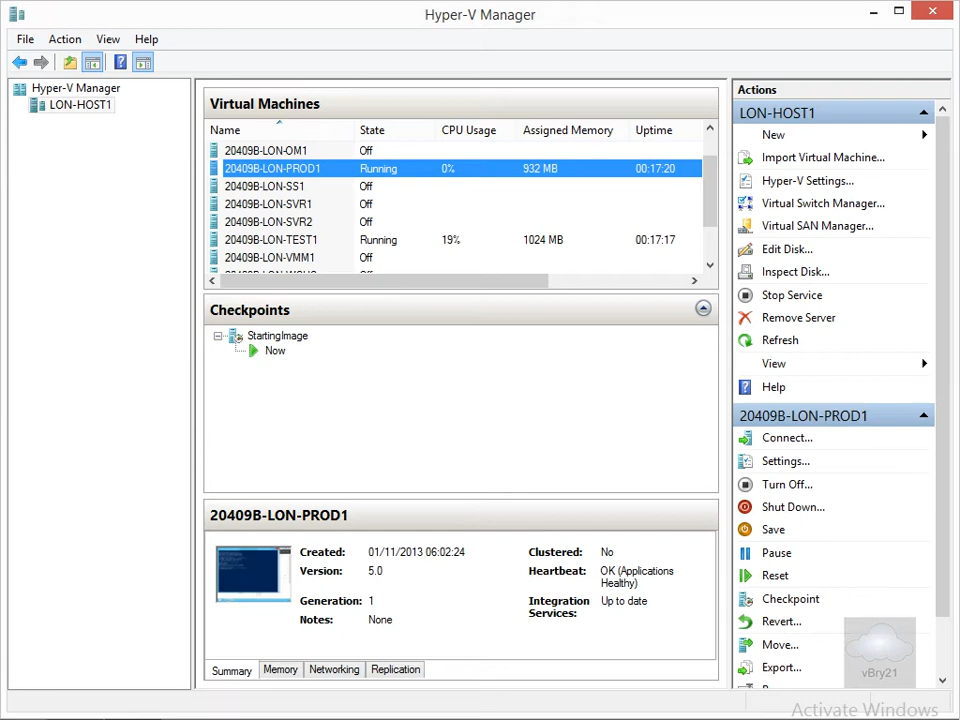 Hyper-V Manager
File Action View Help
Hyper-V Manager
LON-HOST1
Virtual Machines
Name State CPU Usage Assigned Memory Uptime
20409B-LON-OM1 Off
20409B-LON-PROD1 Running 0% 932 MB 00:17:20
20409B-LON-SS1 Off
20409B-LON-SVR1 Off
20409B-LON-SVR2 Off
20409B-LON-TEST1 Running 19% 1024 MB 00:17:17
20409B-LON-VMM1 Off
Checkpoints
StartingImage
Now
20409B-LON-PROD1
Created: 01/11/2013 06:02:24
Version: 5.0
Generation: 1
Notes: None
Clustered: No
Heartbeat: OK (Applications
Healthy)
Integration Up to date
Services:
Summary Memory Networking Replication
Actions
LON-HOST1
New
Import Virtual Machine...
Hyper-V Settings...
Virtual Switch Manager...
Virtual SAN Manager...
Edit Disk...
Inspect Disk...
Stop Service
Remove Server
Refresh
View
Help
20409B-LON-PROD1
Connect...
Settings...
Turn Off...
Shut Down...
Save
Pause
Reset
Checkpoint
Revert...
Move...
Export...
vBry21
Activate Windows